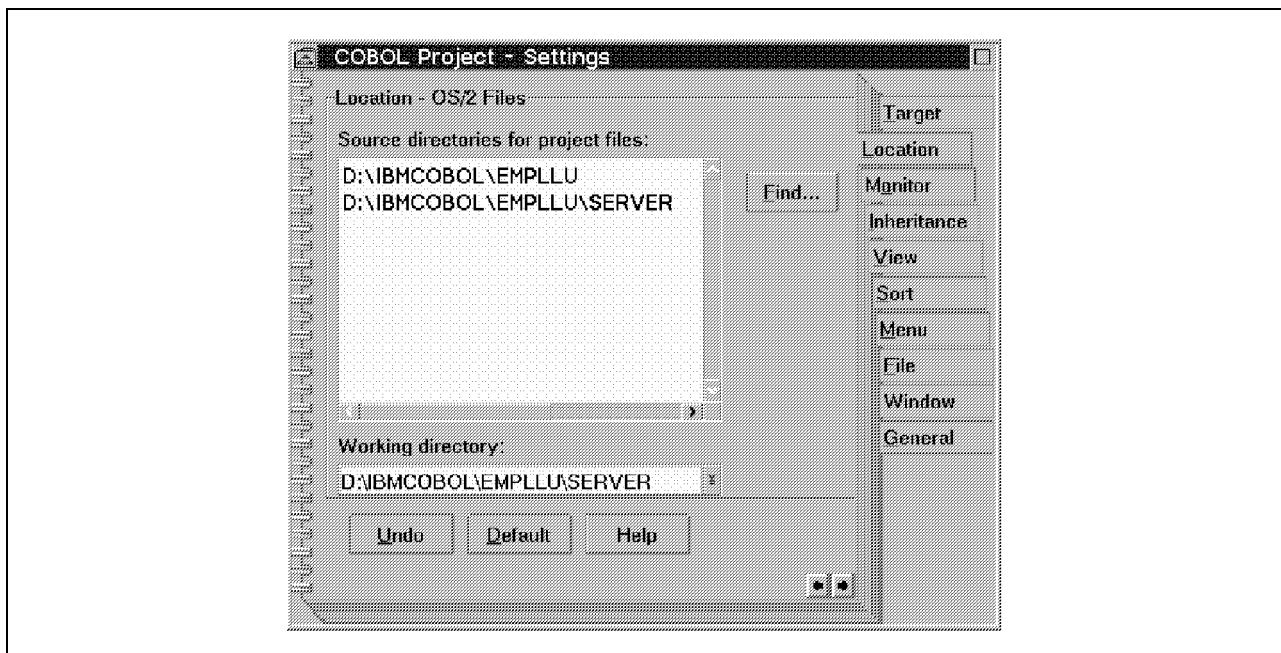 COBOL Project - Settings
Location - OS/2 Files
Source directories for project files:
D:\IBMCOBOL\EMPLLU
D:\IBMCOBOL\EMPLLU\SERVER
Find...
Working directory:
D:\IBMCOBOL\EMPLLU\SERVER
Undo Default Help
Target
Location
Monitor
Inheritance
View
Sort
Menu
File
Window
General